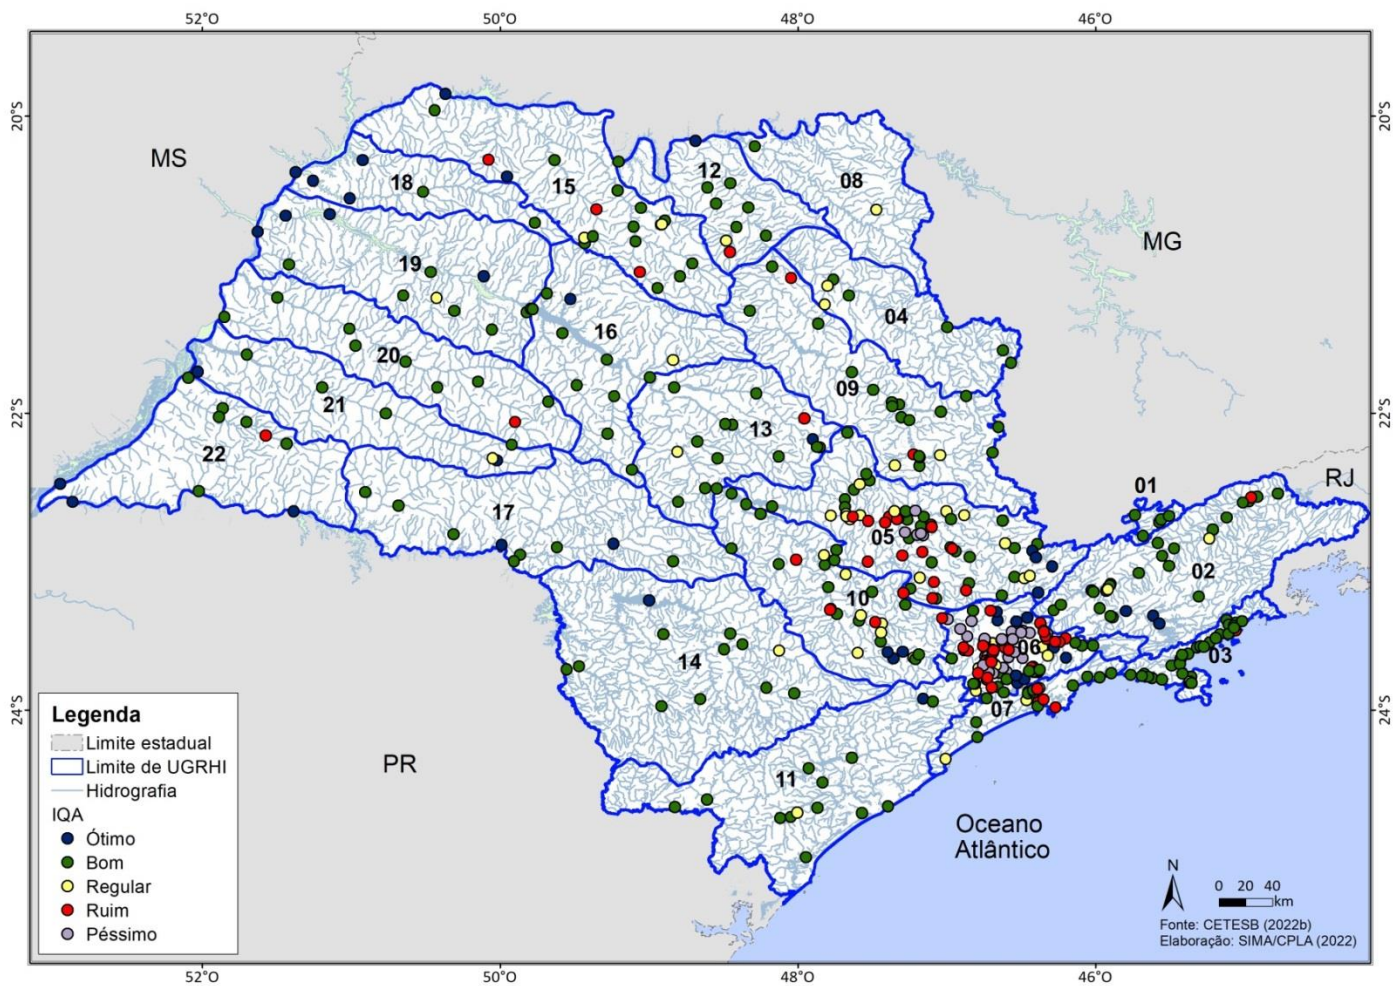 52°O 50°O 48°O 46°O
20°S 20°S
MS
MG
18
15
12
08
19
16
04
20
09
22°S 22°S
21
13
22
RJ
01
17
05
02
10
06
03
14
07
24°S 24°S
PR
11
Oceano
Atlântico
Legenda
Limite estadual
Limite de UGRHI
Hidrografia
IQA
Ótimo
Bom
Regular
Ruim
Péssimo
N
0 20 40
km
Fonte: CETESB (2022b)
Elaboração: SIMA/CPLA (2022)
52°O 50°O 48°O 46°O